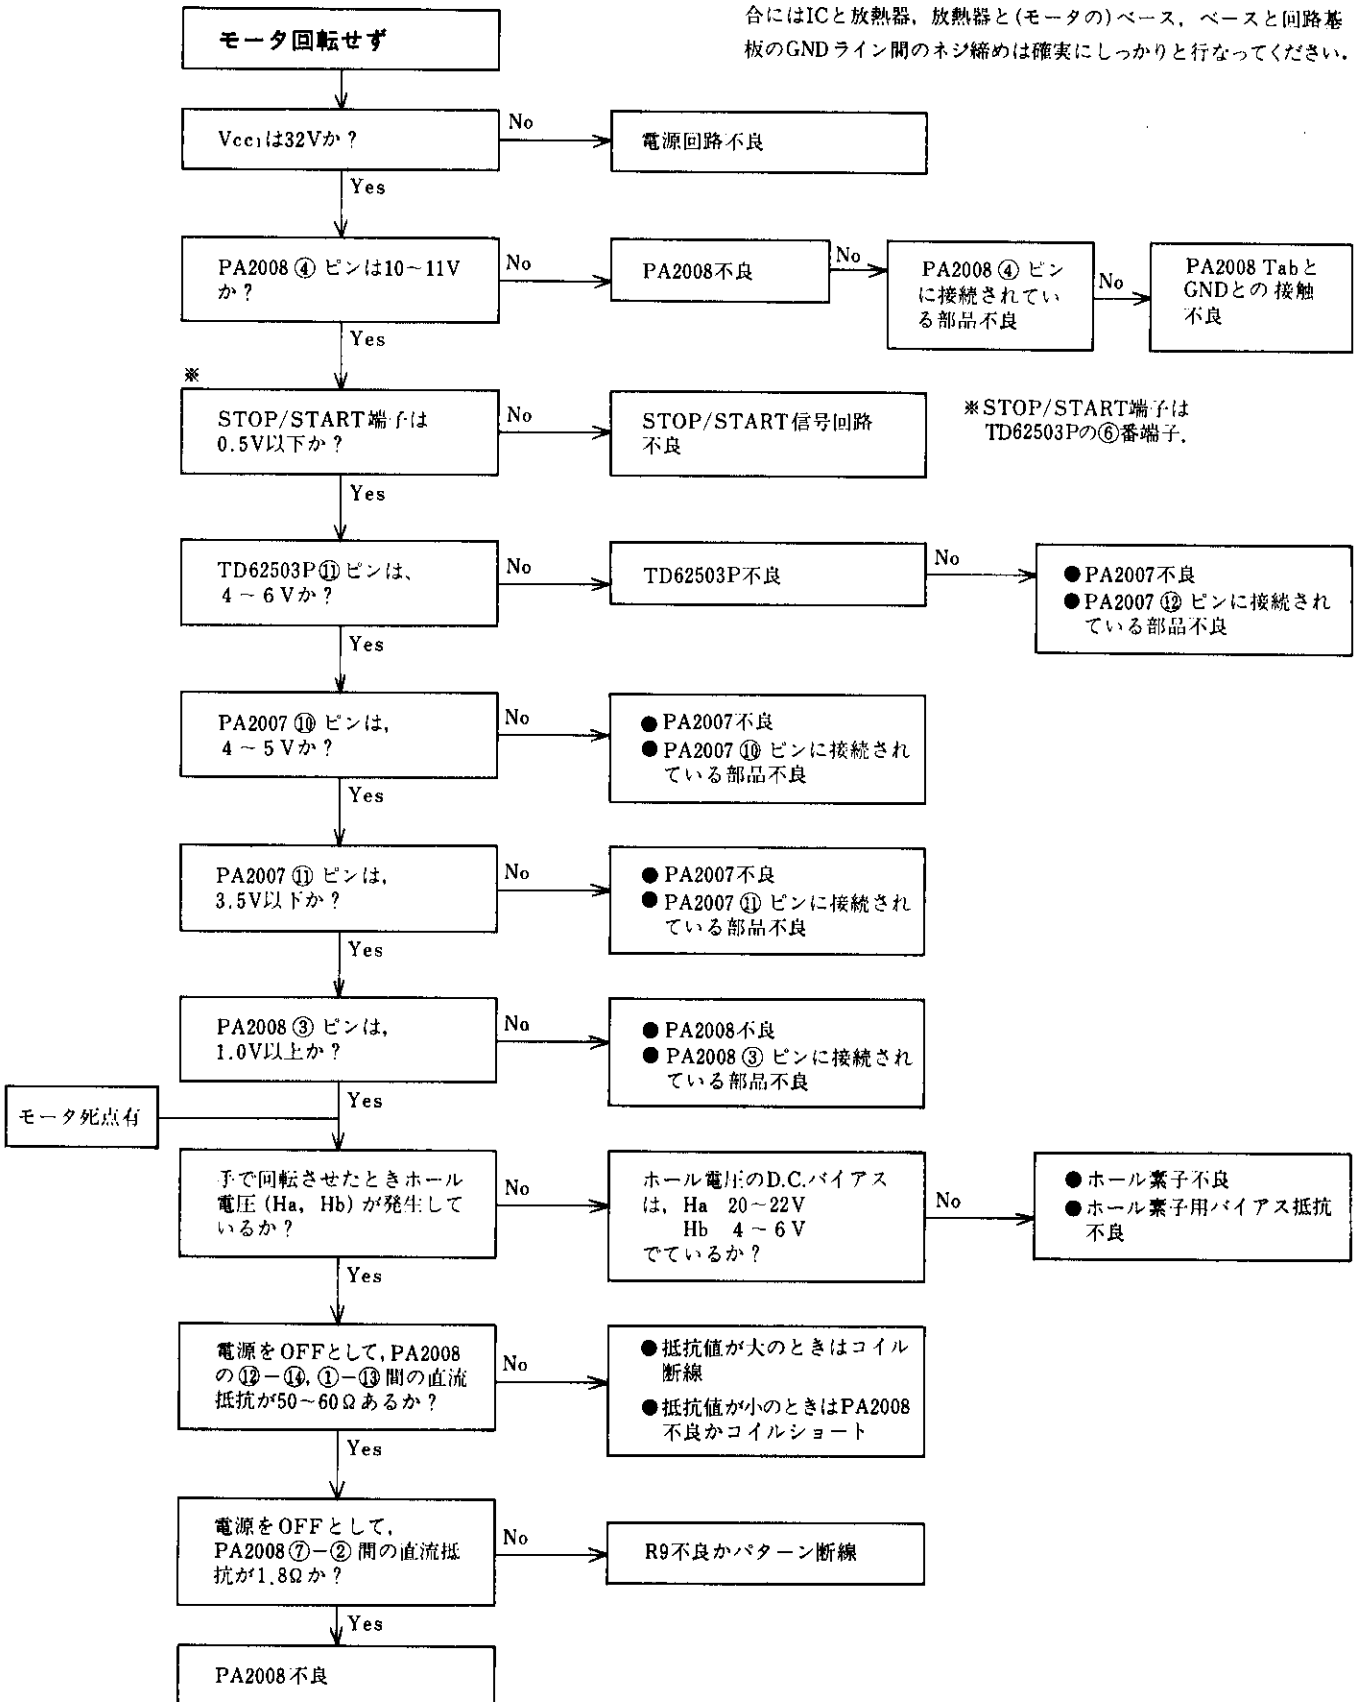 合にはICと放熱器, 放熱器と(モータの)ベース, ベースと回路基
板のGNDライン間のネジ締めは確実にしっかりと行なってください.
モータ回転せず
Vcc₁は32Vか?
No
電源回路不良
Yes
PA2008④ピンは10~11V
か?
No
PA2008不良
No
PA2008④ピン
に接続されてい
る部品不良
No
PA2008 Tabと
GNDとの接触
不良
Yes
※
STOP/START端子は
0.5V以下か?
No
STOP/START信号回路
不良
※STOP/START端子は
TD62503Pの⑥番端子.
Yes
TD62503P⑪ピンは、
4~6Vか?
No
TD62503P不良
No
●PA2007不良
●PA2007⑫ピンに接続され
ている部品不良
Yes
PA2007⑩ピンは,
4~5Vか?
No
●PA2007不良
●PA2007⑩ピンに接続され
ている部品不良
Yes
PA2007⑪ピンは,
3.5V以下か?
No
●PA2007不良
●PA2007⑪ピンに接続され
ている部品不良
Yes
PA2008③ピンは,
1.0V以上か?
No
●PA2008不良
●PA2008③ピンに接続され
ている部品不良
Yes
モータ死点有
手で回転させたときホール
電圧(Ha, Hb)が発生して
いるか?
No
ホール電圧のD.C.バイアス
は, Ha 20~22V
Hb 4~6V
でているか?
No
●ホール素子不良
●ホール素子用バイアス抵抗
不良
Yes
電源をOFFとして,PA2008
の⑫-⑭, ①-⑬間の直流
抵抗が50~60Ωあるか?
No
●抵抗値が大のときはコイル
断線
●抵抗値が小のときはPA2008
不良かコイルショート
Yes
電源をOFFとして,
PA2008⑦-②間の直流抵
抗が1.8Ωか?
No
R9不良かパターン断線
Yes
PA2008不良